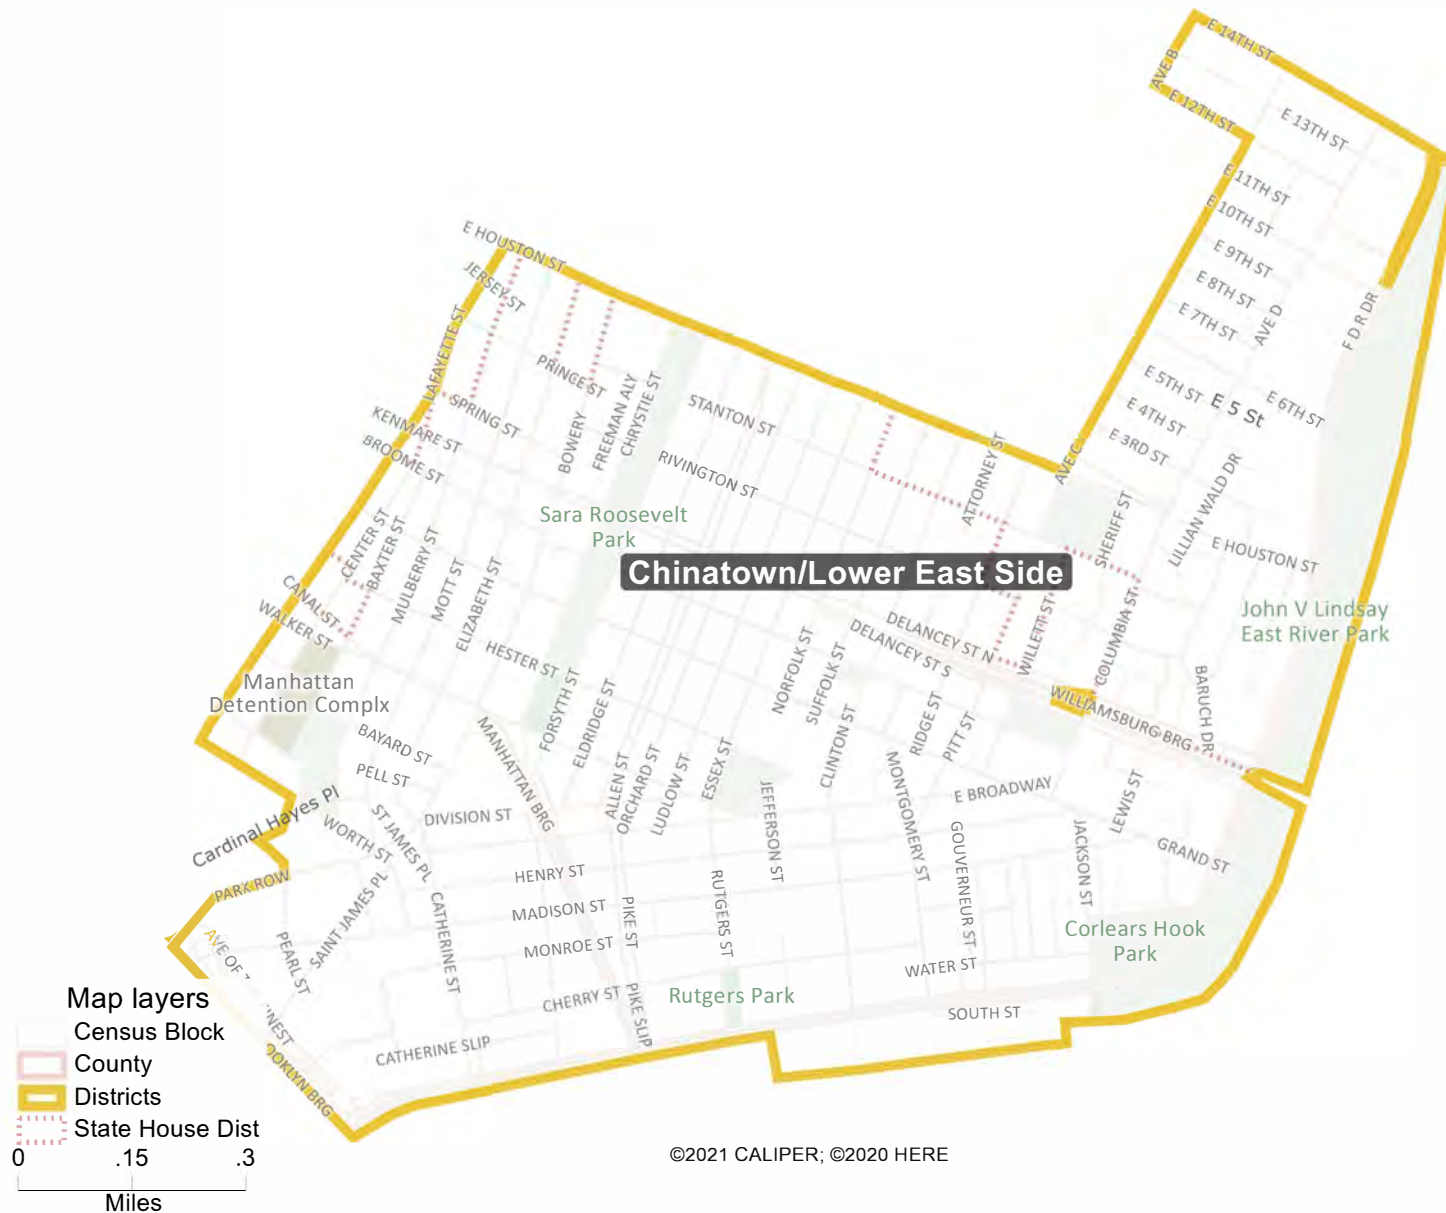 E 14TH ST
AVE B
E 12TH ST
E 13TH ST
E 11TH ST
E 10TH ST
E HOUSTON ST
E 9TH ST
JERSEY ST
E 8TH ST
AVE D
F D R DR
E 7TH ST
LAFAYETTE ST
PRINCE ST
E 5TH ST
E 5 St
E 6TH ST
SPRING ST
BOWERY
FREEMAN ALY
CHRYSTIE ST
STANTON ST
E 4TH ST
KENMARE ST
E 3RD ST
BROOME ST
RIVINGTON ST
ATTORNEY ST
AVE C
LILLIAN WALD DR
SHERIFF ST
Sara Roosevelt
Park
CENTER ST
BAXTER ST
E HOUSTON ST
MULBERRY ST
MOTT ST
ELIZABETH ST
Chinatown/Lower East Side
CANAL ST
WALKER ST
John V Lindsay
East River Park
DELANCEY ST N
DELANCEY ST S
WILLETT ST
COLUMBIA ST
HESTER ST
NORFOLK ST
SUFFOLK ST
Manhattan
Detention Complx
FORSYTH ST
ELDRIDGE ST
BARUCH DR
WILLIAMSBURG BRG
RIDGE ST
PITT ST
CLINTON ST
BAYARD ST
MANHATTAN BRG
PELL ST
ALLEN ST
ORCHARD ST
LUDLOW ST
ESSEX ST
JEFFERSON ST
MONTGOMERY ST
E BROADWAY
LEWIS ST
Cardinal Hayes Pl
WORTH ST
ST JAMES PL
DIVISION ST
GOUVERNEUR ST
JACKSON ST
GRAND ST
PARK ROW
HENRY ST
SAINT JAMES PL
CATHERINE ST
MADISON ST
PIKE ST
RUTGERS ST
Corlears Hook
Park
AVE OF
PEARL ST
MONROE ST
WATER ST
Map layers
CHERRY ST
PIKE SLIP
Rutgers Park
SOUTH ST
Census Block
INEST
CATHERINE SLIP
County
OOKLYN BRG
Districts
State House Dist
0 .15 .3
Miles
©2021 CALIPER; ©2020 HERE